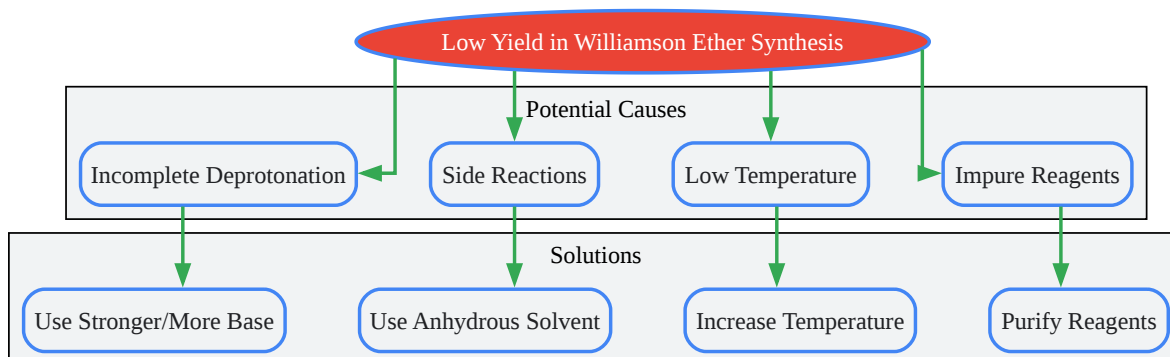 Low Yield in Williamson Ether Synthesis
Potential Causes
Incomplete Deprotonation
Side Reactions
Low Temperature
Impure Reagents
Solutions
Use Stronger/More Base
Use Anhydrous Solvent
Increase Temperature
Purify Reagents